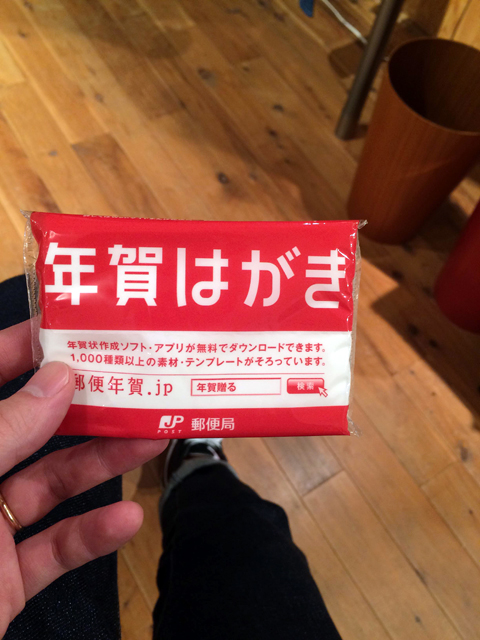 年賀はがき
年賀状作成ソフト・アプリが無料でダウンロードできます。
1,000種類以上の素材・テンプレートがそろっています。
郵便年賀.jp 年賀贈る 検索
JP POST 郵便局